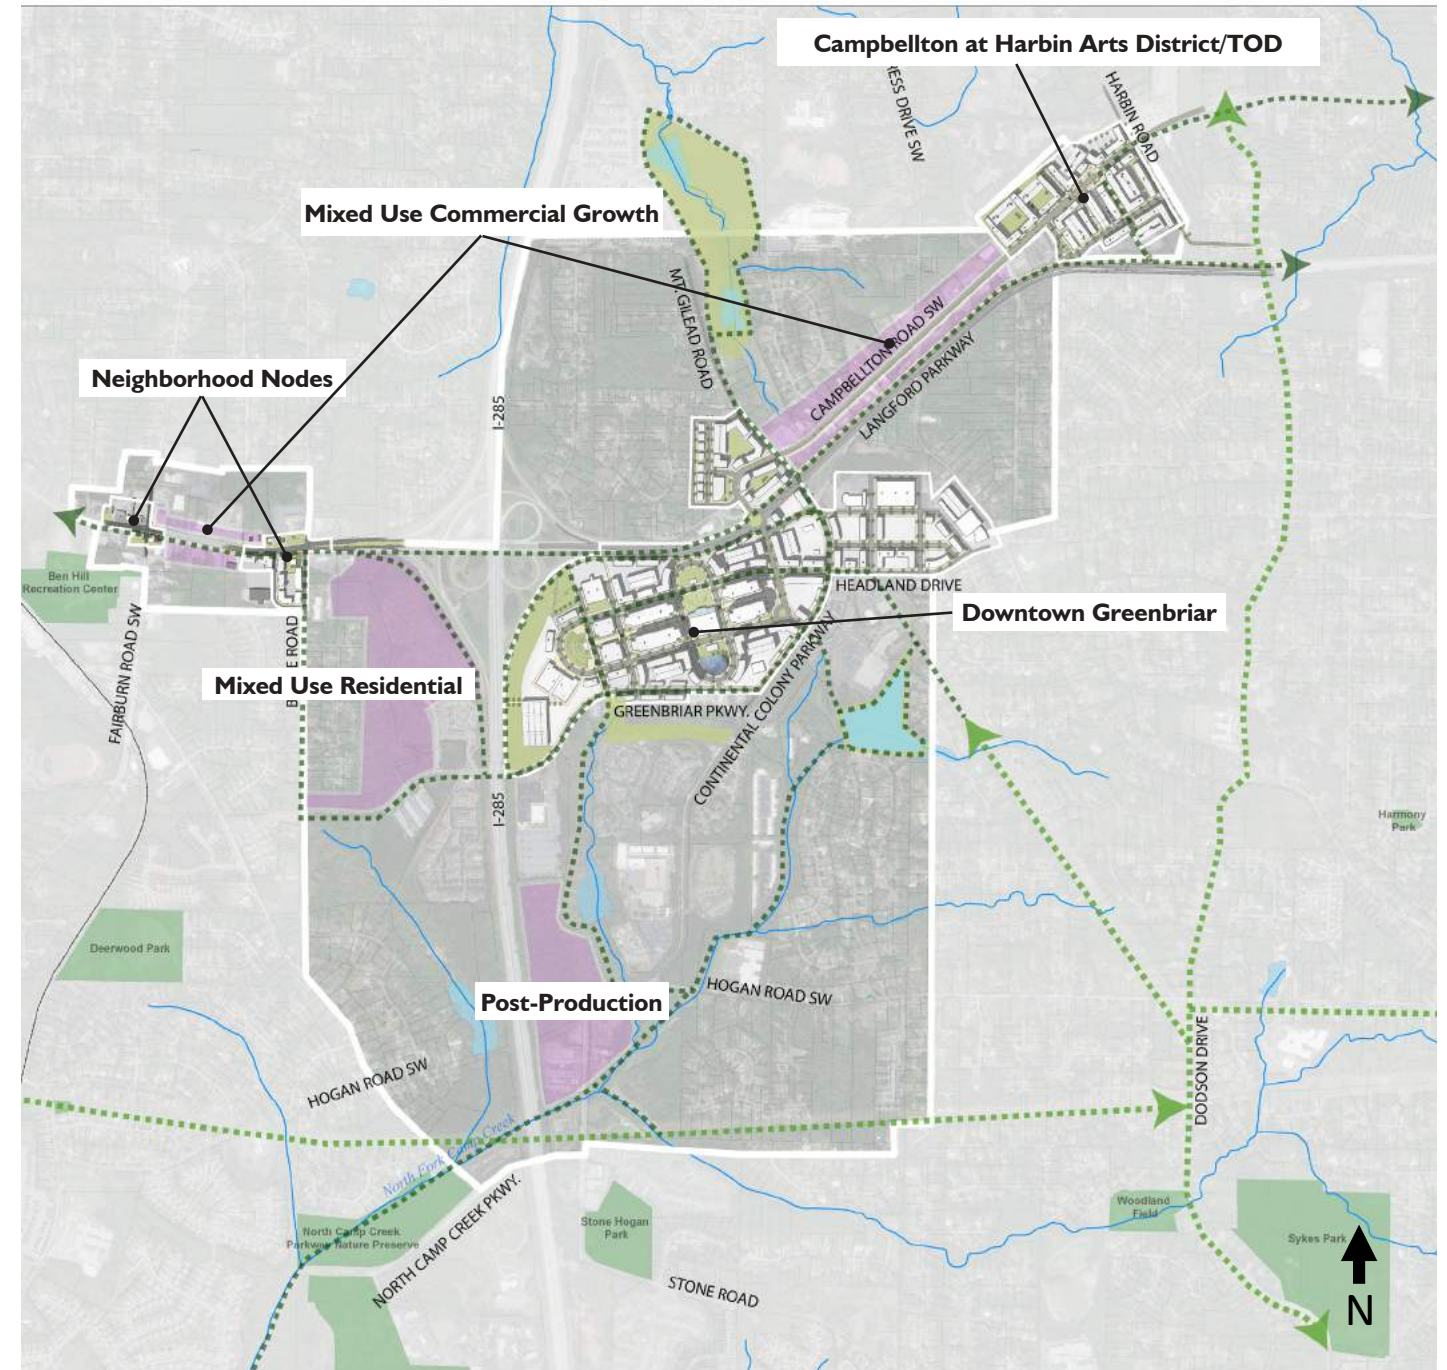 Campbellton at Harbin Arts District/TOD
HARBIN ROAD
RESS DRIVE SW
Mixed Use Commercial Growth
MT. GILEAD ROAD
CAMPBELLTON ROAD SW
LANGFORD PARKWAY
Neighborhood Nodes
I-285
Ben Hill
Recreation Center
FAIRBURN ROAD SW
B E ROAD
HEADLAND DRIVE
Downtown Greenbriar
Mixed Use Residential
GREENBRIAR PKWY.
CONTINENTAL COLONY PARKWAY
I-285
Harmony
Park
Deerwood Park
Post-Production
HOGAN ROAD SW
HOGAN ROAD SW
DODSON DRIVE
North Fork Camp Creek
North Camp Creek
Parkway Nature Preserve
NORTH CAMP CREEK PKWY.
Stone Hogan
Park
STONE ROAD
Woodland
Field
Sykes Park
N